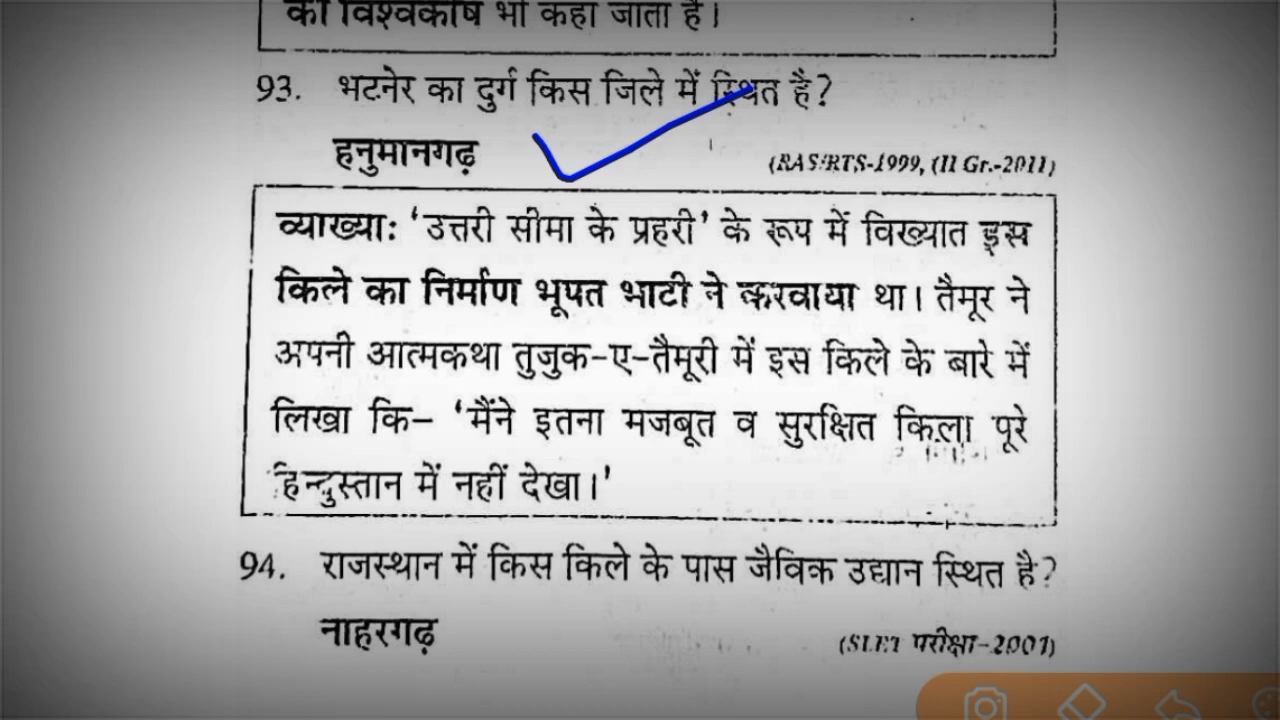 को विश्वकोष भी कहा जाता है।
93. भटनेर का दुर्ग किस जिले में स्थित है?
हनुमानगढ़
(RAS/RTS-1999, (II Gr.-2011)
व्याख्या: 'उत्तरी सीमा के प्रहरी' के रूप में विख्यात इस
किले का निर्माण भूपत भाटी ने करवाया था। तैमूर ने
अपनी आत्मकथा तुजुक-ए-तैमूरी में इस किले के बारे में
लिखा कि- 'मैंने इतना मजबूत व सुरक्षित किला पूरे
हिन्दुस्तान में नहीं देखा।'
94. राजस्थान में किस किले के पास जैविक उद्यान स्थित है?
नाहरगढ़
(SLET परीक्षा-2001)